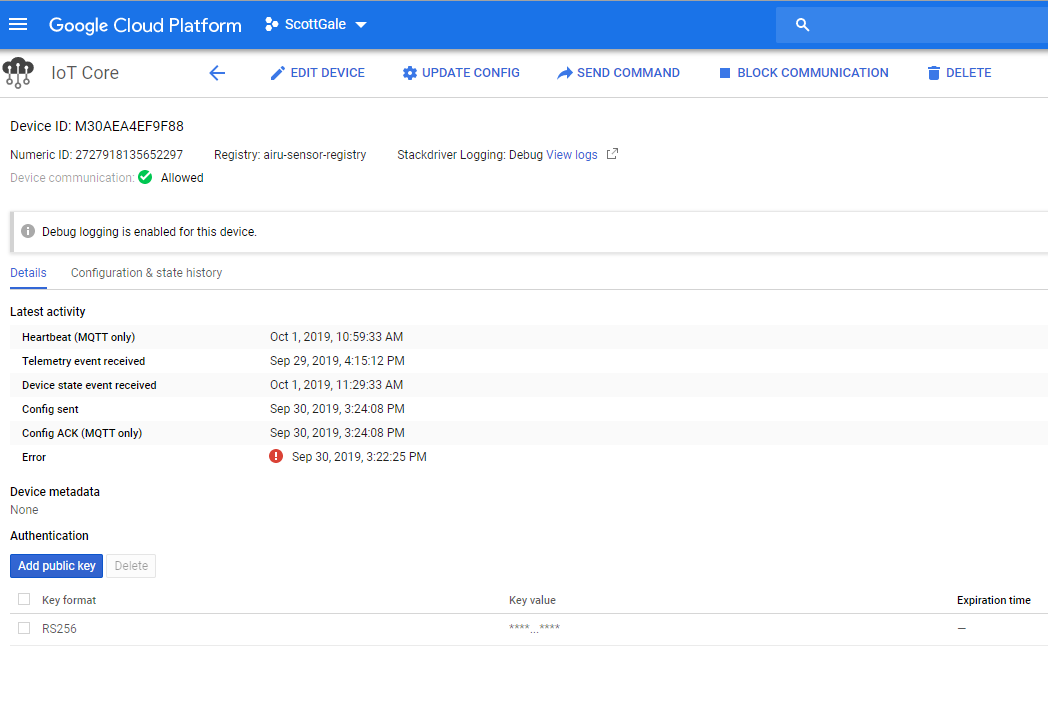 Google Cloud Platform ScottGale
IoT Core EDIT DEVICE UPDATE CONFIG SEND COMMAND BLOCK COMMUNICATION DELETE
Device ID: M30AEA4EF9F88
Numeric ID: 2727918135652297 Registry: airu-sensor-registry Stackdriver Logging: Debug View logs
Device communication: Allowed
Debug logging is enabled for this device.
Details Configuration & state history
Latest activity
Heartbeat (MQTT only) Oct 1, 2019, 10:59:33 AM
Telemetry event received Sep 29, 2019, 4:15:12 PM
Device state event received Oct 1, 2019, 11:29:33 AM
Config sent Sep 30, 2019, 3:24:08 PM
Config ACK (MQTT only) Sep 30, 2019, 3:24:08 PM
Error Sep 30, 2019, 3:22:25 PM
Device metadata
None
Authentication
Add public key Delete
Key format Key value Expiration time
RS256 ****...**** —